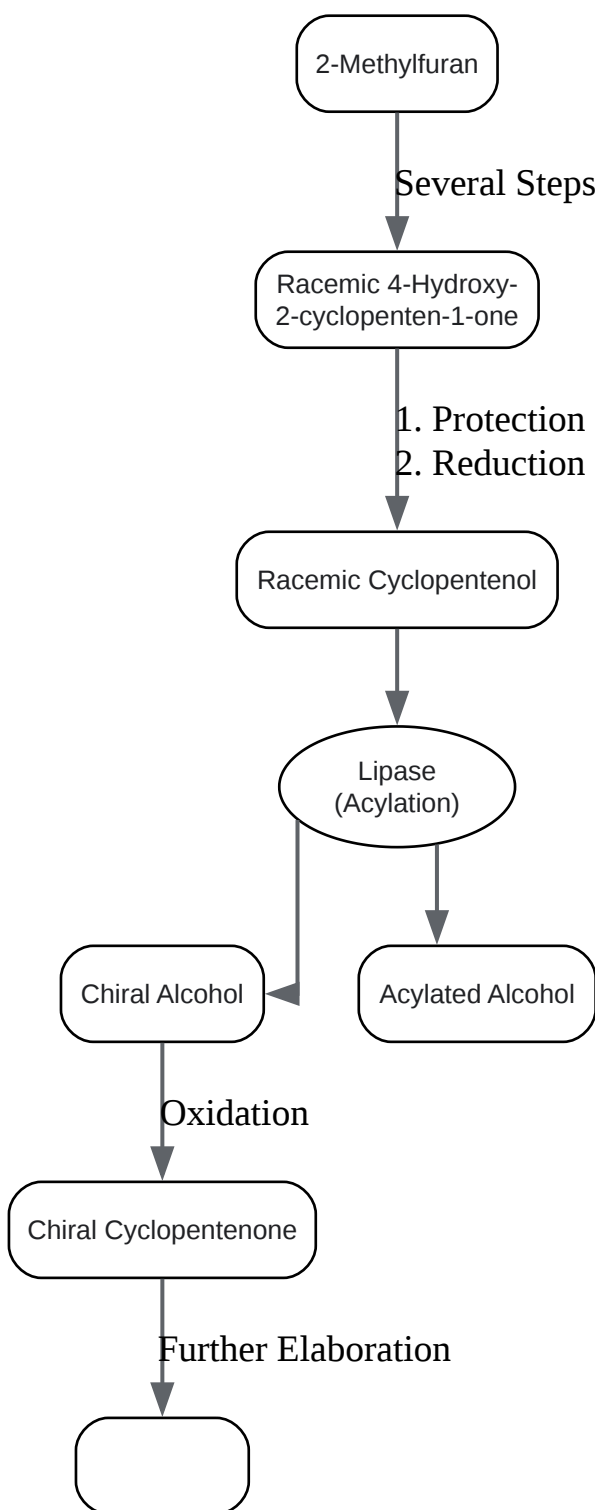 2-Methylfuran
Several Steps
Racemic 4-Hydroxy-
2-cyclopenten-1-one
1. Protection
2. Reduction
Racemic Cyclopentenol
Lipase
(Acylation)
Chiral Alcohol
Acylated Alcohol
Oxidation
Chiral Cyclopentenone
Further Elaboration